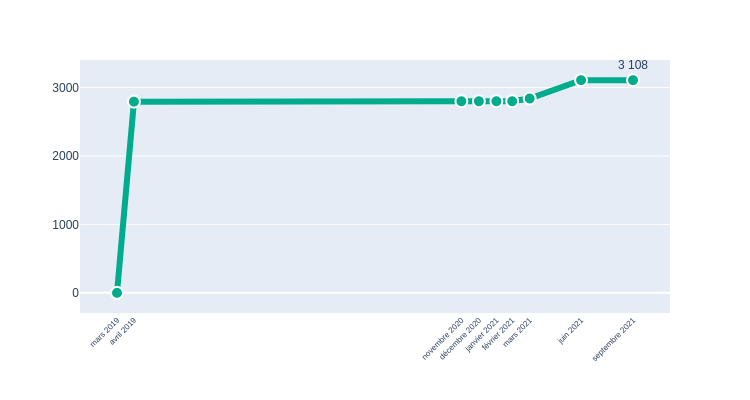 3 108
3000
2000
1000
0
mars 2019
avril 2019
novembre 2020
décembre 2020
janvier 2021
février 2021
mars 2021
juin 2021
septembre 2021